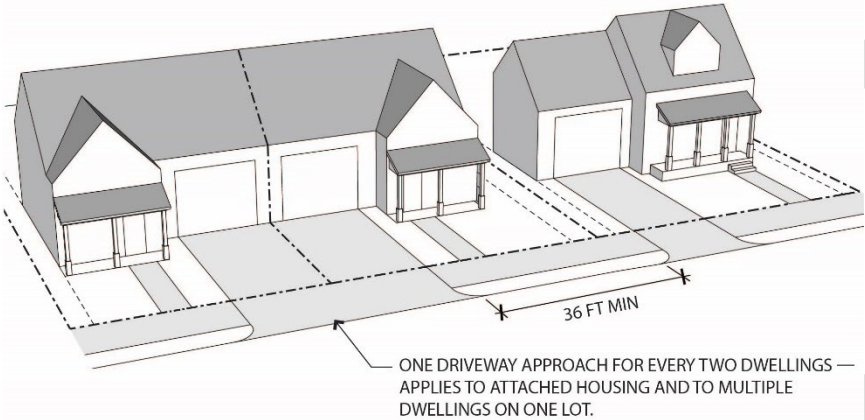 36 FT MIN
ONE DRIVEWAY APPROACH FOR EVERY TWO DWELLINGS —
APPLIES TO ATTACHED HOUSING AND TO MULTIPLE
DWELLINGS ON ONE LOT.